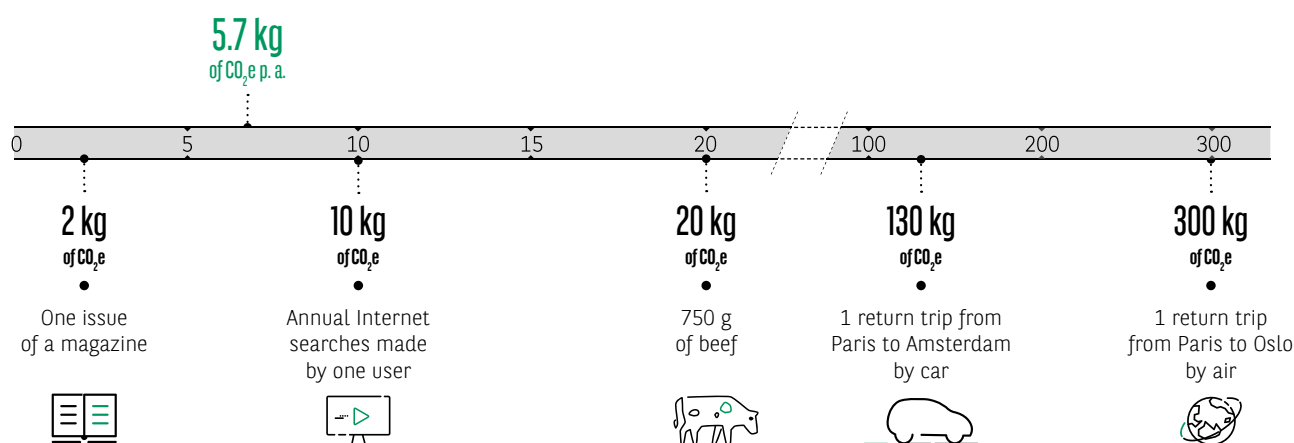 5.7 kg
of CO₂e p. a.
0 5 10 15 20 100 200 300
2 kg
of CO₂e
One issue
of a magazine
10 kg
of CO₂e
Annual Internet
searches made
by one user
20 kg
of CO₂e
750 g
of beef
130 kg
of CO₂e
1 return trip from
Paris to Amsterdam
by car
300 kg
of CO₂e
1 return trip
from Paris to Oslo
by air